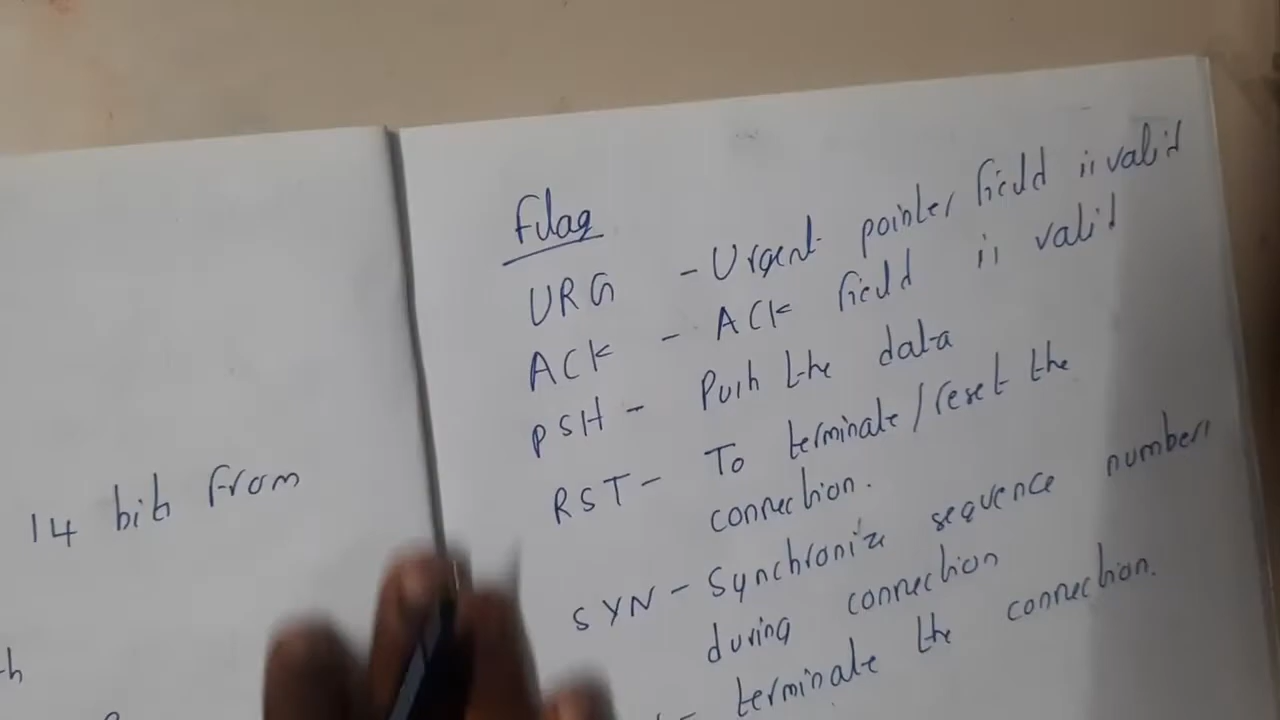 14 bits from
Flag
URG - Urgent pointer field is valid
ACK - ACK field is valid
PSH - Push the data
RST - To terminate/reset the
connection.
SYN - Synchronize sequence numbers
during connection
- terminate the connection.